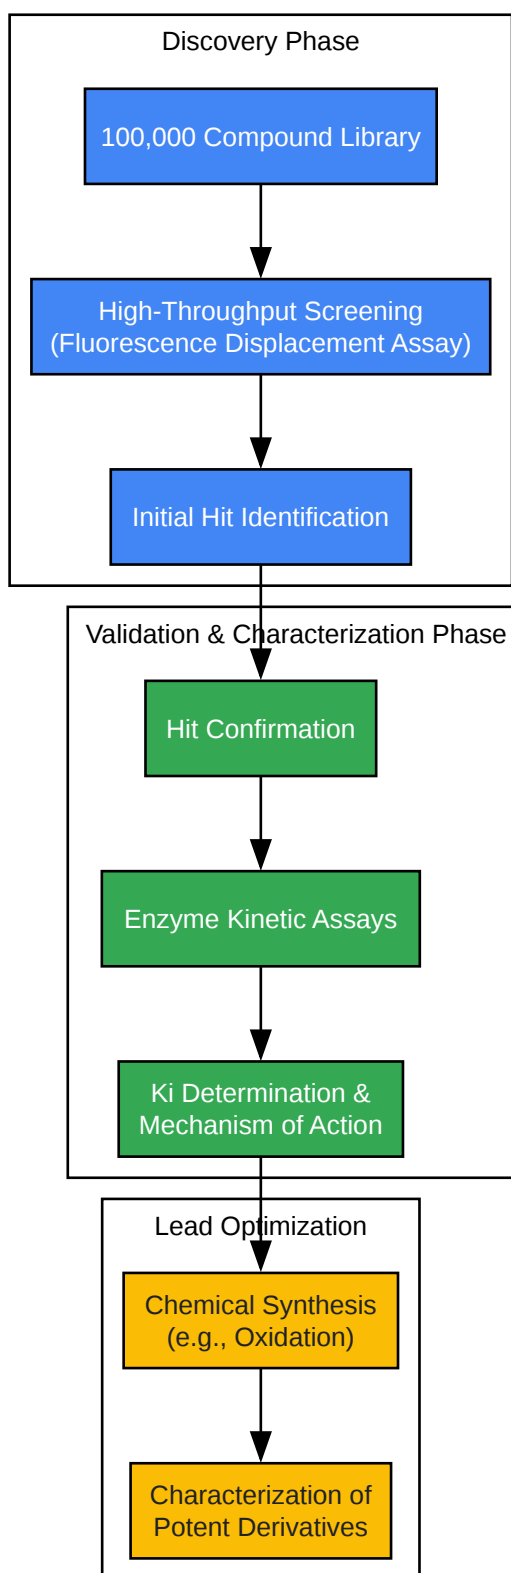 Discovery Phase
100,000 Compound Library
High-Throughput Screening
(Fluorescence Displacement Assay)
Initial Hit Identification
Validation & Characterization Phase
Hit Confirmation
Enzyme Kinetic Assays
Ki Determination &
Mechanism of Action
Lead Optimization
Chemical Synthesis
(e.g., Oxidation)
Characterization of
Potent Derivatives